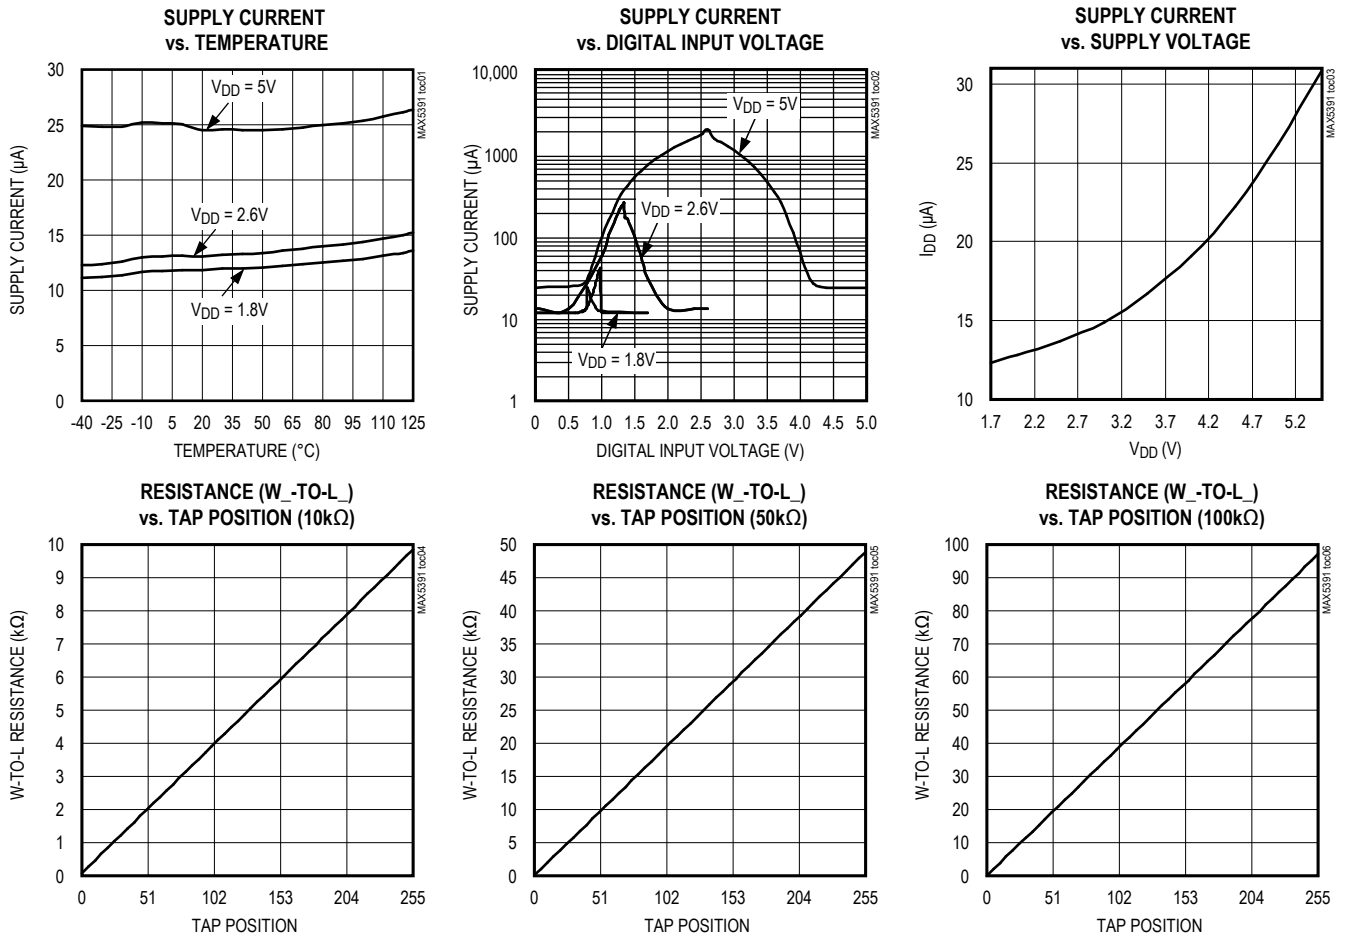 SUPPLY CURRENT
vs. TEMPERATURE
30
25
20
15
10
5
0
SUPPLY CURRENT (µA)
VDD = 5V
VDD = 2.6V
VDD = 1.8V
MAX5391 toc01
-40 -25 -10 5 20 35 50 65 80 95 110 125
TEMPERATURE (°C)
SUPPLY CURRENT
vs. DIGITAL INPUT VOLTAGE
10,000
1000
100
10
1
SUPPLY CURRENT (µA)
VDD = 5V
VDD = 2.6V
VDD = 1.8V
MAX5391 toc02
0 0.5 1.0 1.5 2.0 2.5 3.0 3.5 4.0 4.5 5.0
DIGITAL INPUT VOLTAGE (V)
SUPPLY CURRENT
vs. SUPPLY VOLTAGE
30
25
20
15
10
IDD (µA)
MAX5391 toc03
1.7 2.2 2.7 3.2 3.7 4.2 4.7 5.2
VDD (V)
RESISTANCE (W_-TO-L_)
vs. TAP POSITION (10kΩ)
10
9
8
7
6
5
4
3
2
1
0
W-TO-L RESISTANCE (kΩ)
MAX5391 toc04
0 51 102 153 204 255
TAP POSITION
RESISTANCE (W_-TO-L_)
vs. TAP POSITION (50kΩ)
50
45
40
35
30
25
20
15
10
5
0
W-TO-L RESISTANCE (kΩ)
MAX5391 toc05
0 51 102 153 204 255
TAP POSITION
RESISTANCE (W_-TO-L_)
vs. TAP POSITION (100kΩ)
100
90
80
70
60
50
40
30
20
10
0
W-TO-L RESISTANCE (kΩ)
MAX5391 toc06
0 51 102 153 204 255
TAP POSITION